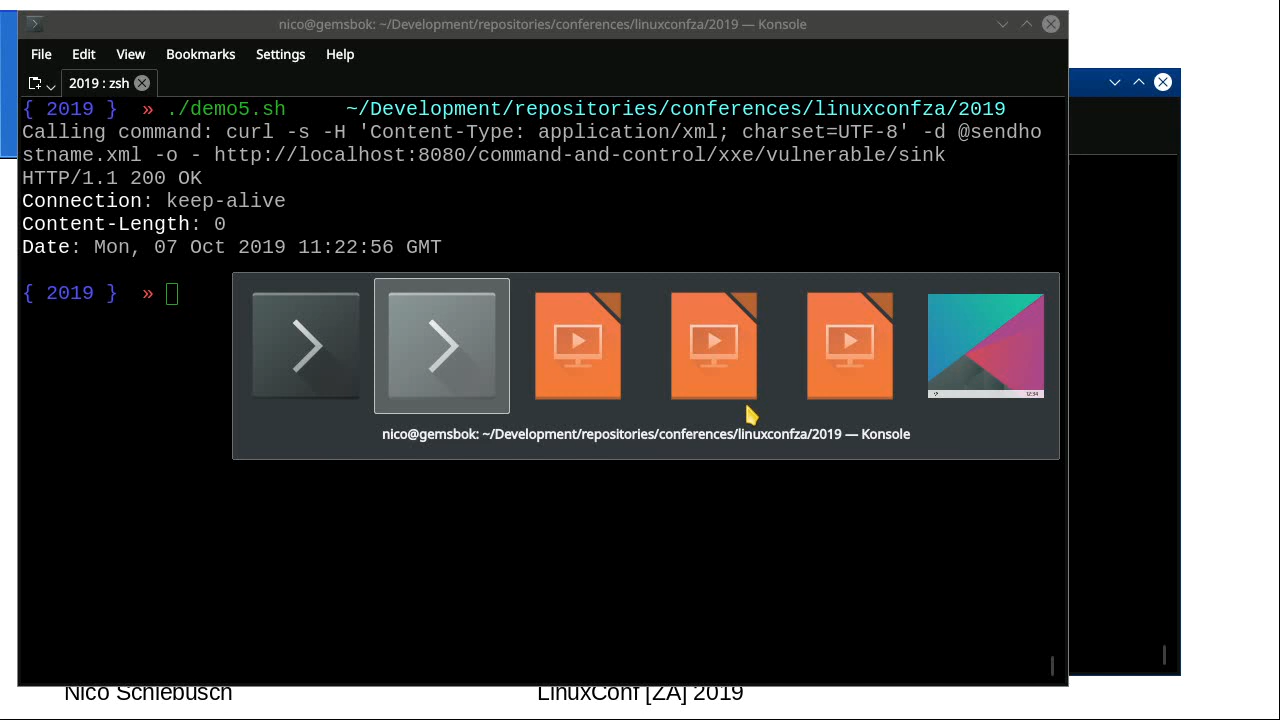 nico@gemsbok: ~/Development/repositories/conferences/linuxconfza/2019 — Konsole
File Edit View Bookmarks Settings Help
2019 : zsh
{ 2019 } » ./demo5.sh ~/Development/repositories/conferences/linuxconfza/2019
Calling command: curl -s -H 'Content-Type: application/xml; charset=UTF-8' -d @sendho
stname.xml -o - http://localhost:8080/command-and-control/xxe/vulnerable/sink
HTTP/1.1 200 OK
Connection: keep-alive
Content-Length: 0
Date: Mon, 07 Oct 2019 11:22:56 GMT
{ 2019 } »
12:34
nico@gemsbok: ~/Development/repositories/conferences/linuxconfza/2019 — Konsole
Nico Schiebusch LinuxConf [ZA] 2019